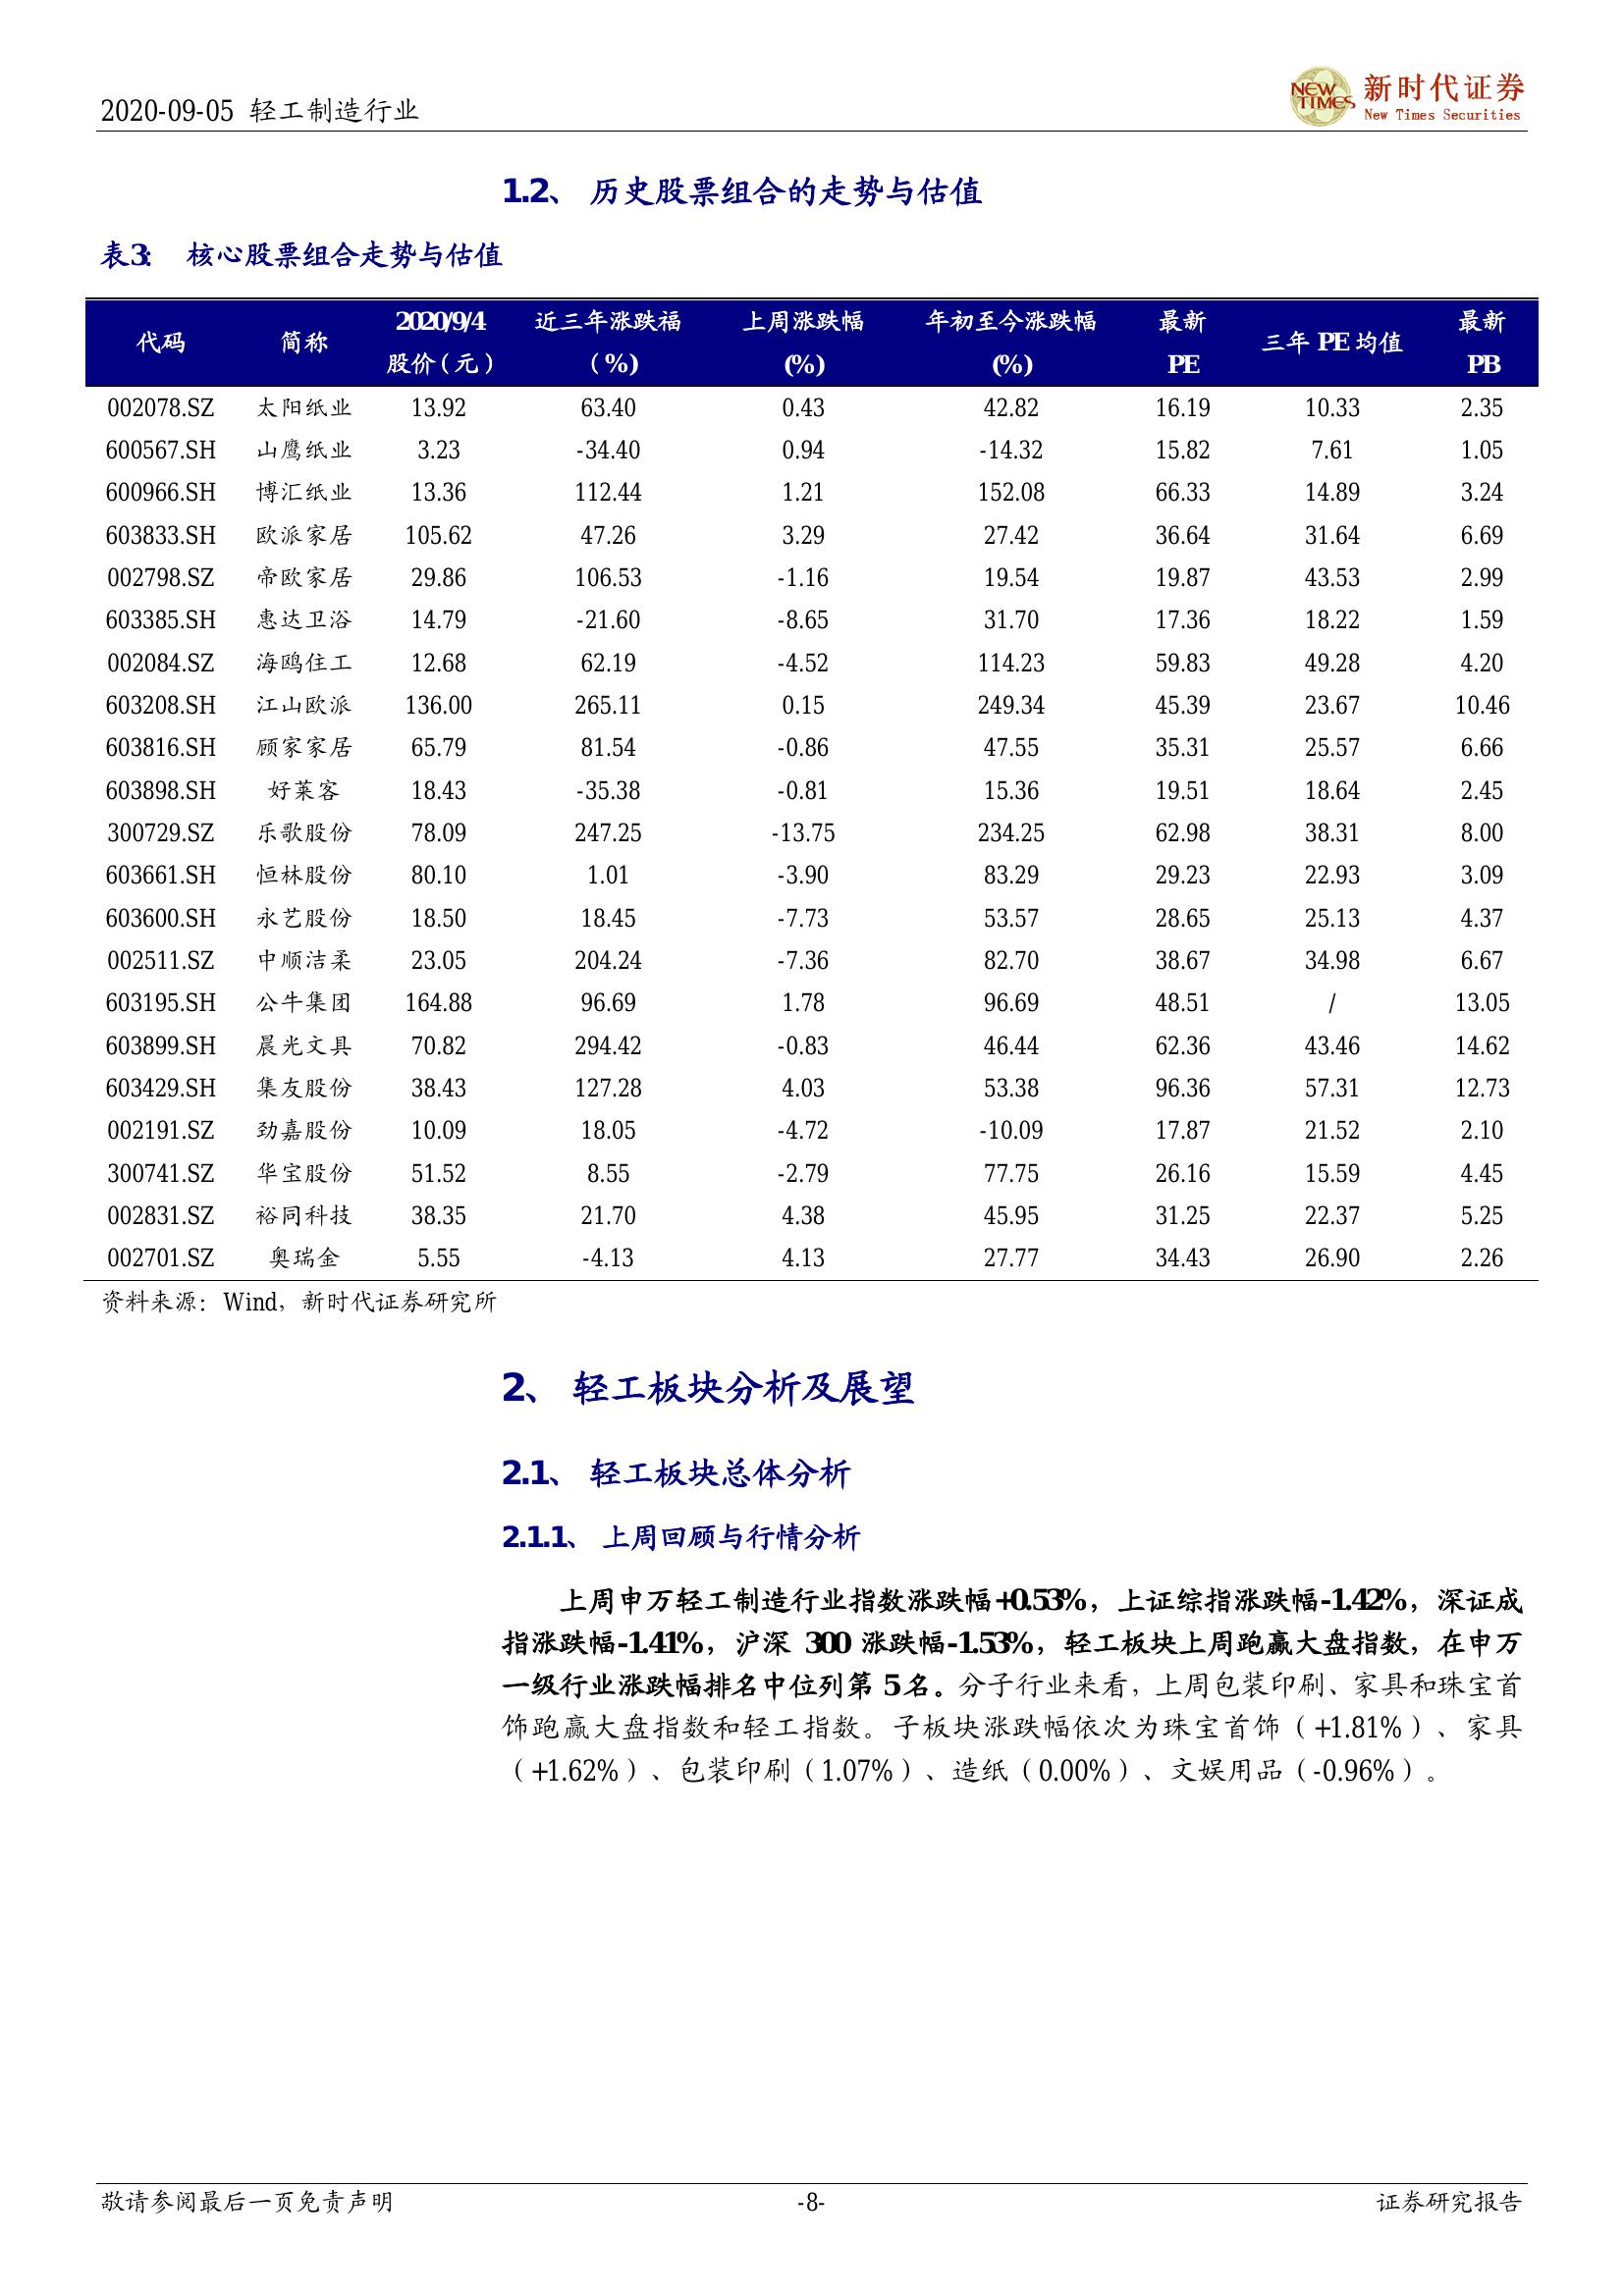 2020-09-05 轻工制造行业
NEW TIMES 新时代证券
New Times Securities
1.2、 历史股票组合的走势与估值
表3: 核心股票组合走势与估值
代码 简称 2020/9/4 股价（元） 近三年涨跌福（%) 上周涨跌幅(%) 年初至今涨跌幅(%) 最新PE 三年 PE 均值 最新PB
002078.SZ 太阳纸业 13.92 63.40 0.43 42.82 16.19 10.33 2.35
600567.SH 山鹰纸业 3.23 -34.40 0.94 -14.32 15.82 7.61 1.05
600966.SH 博汇纸业 13.36 112.44 1.21 152.08 66.33 14.89 3.24
603833.SH 欧派家居 105.62 47.26 3.29 27.42 36.64 31.64 6.69
002798.SZ 帝欧家居 29.86 106.53 -1.16 19.54 19.87 43.53 2.99
603385.SH 惠达卫浴 14.79 -21.60 -8.65 31.70 17.36 18.22 1.59
002084.SZ 海鸥住工 12.68 62.19 -4.52 114.23 59.83 49.28 4.20
603208.SH 江山欧派 136.00 265.11 0.15 249.34 45.39 23.67 10.46
603816.SH 顾家家居 65.79 81.54 -0.86 47.55 35.31 25.57 6.66
603898.SH 好莱客 18.43 -35.38 -0.81 15.36 19.51 18.64 2.45
300729.SZ 乐歌股份 78.09 247.25 -13.75 234.25 62.98 38.31 8.00
603661.SH 恒林股份 80.10 1.01 -3.90 83.29 29.23 22.93 3.09
603600.SH 永艺股份 18.50 18.45 -7.73 53.57 28.65 25.13 4.37
002511.SZ 中顺洁柔 23.05 204.24 -7.36 82.70 38.67 34.98 6.67
603195.SH 公牛集团 164.88 96.69 1.78 96.69 48.51 / 13.05
603899.SH 晨光文具 70.82 294.42 -0.83 46.44 62.36 43.46 14.62
603429.SH 集友股份 38.43 127.28 4.03 53.38 96.36 57.31 12.73
002191.SZ 劲嘉股份 10.09 18.05 -4.72 -10.09 17.87 21.52 2.10
300741.SZ 华宝股份 51.52 8.55 -2.79 77.75 26.16 15.59 4.45
002831.SZ 裕同科技 38.35 21.70 4.38 45.95 31.25 22.37 5.25
002701.SZ 奥瑞金 5.55 -4.13 4.13 27.77 34.43 26.90 2.26
资料来源：Wind，新时代证券研究所
2、 轻工板块分析及展望
2.1、 轻工板块总体分析
2.1.1、 上周回顾与行情分析
上周申万轻工制造行业指数涨跌幅+0.53%，上证综指涨跌幅-1.42%，深证成
指涨跌幅-1.41%，沪深 300 涨跌幅-1.53%，轻工板块上周跑赢大盘指数，在申万
一级行业涨跌幅排名中位列第 5名。分子行业来看，上周包装印刷、家具和珠宝首
饰跑赢大盘指数和轻工指数。子板块涨跌幅依次为珠宝首饰（+1.81%）、家具
（+1.62%）、包装印刷（1.07%）、造纸（0.00%）、文娱用品（-0.96%）。
敬请参阅最后一页免责声明 -8- 证券研究报告